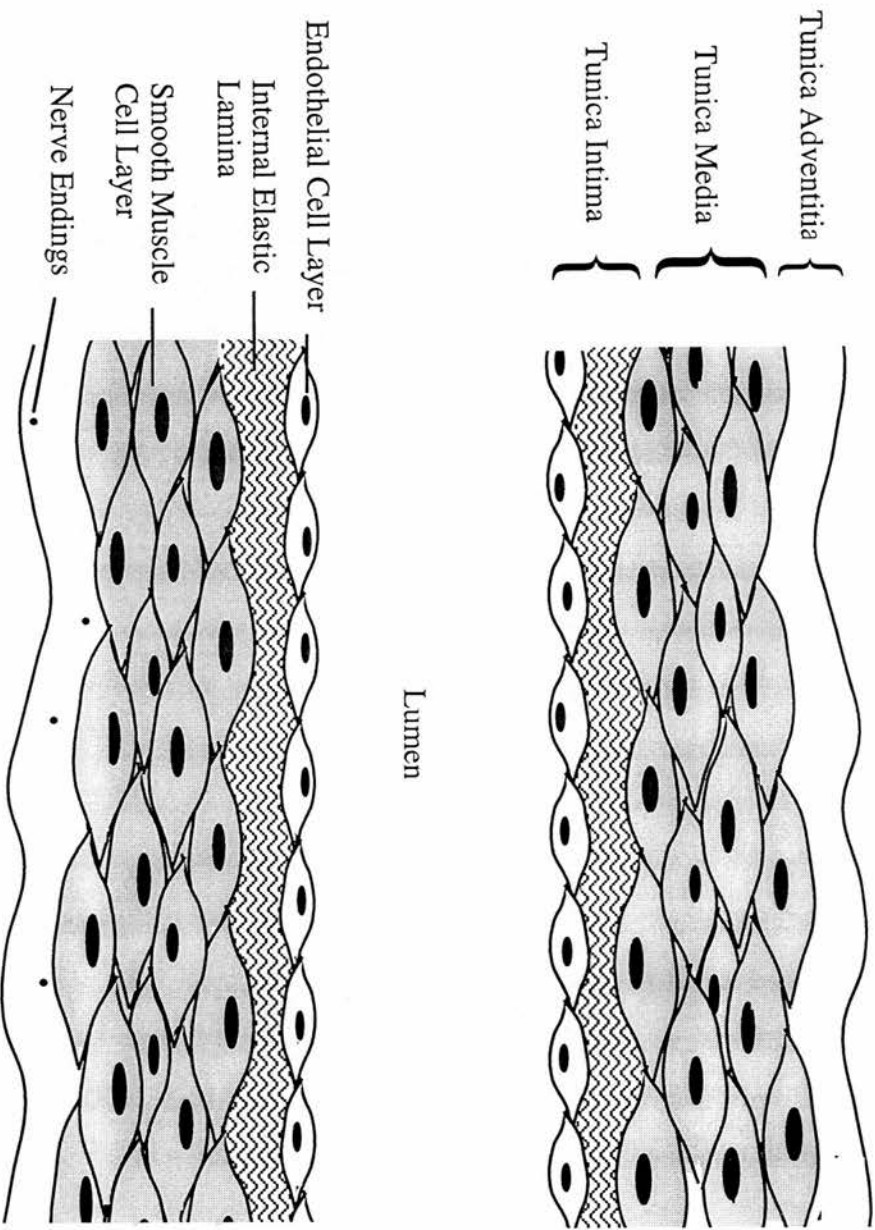 Tunica Adventitia
Tunica Media
Tunica Intima
Lumen
Endothelial Cell Layer
Internal Elastic
Lamina
Smooth Muscle
Cell Layer
Nerve Endings